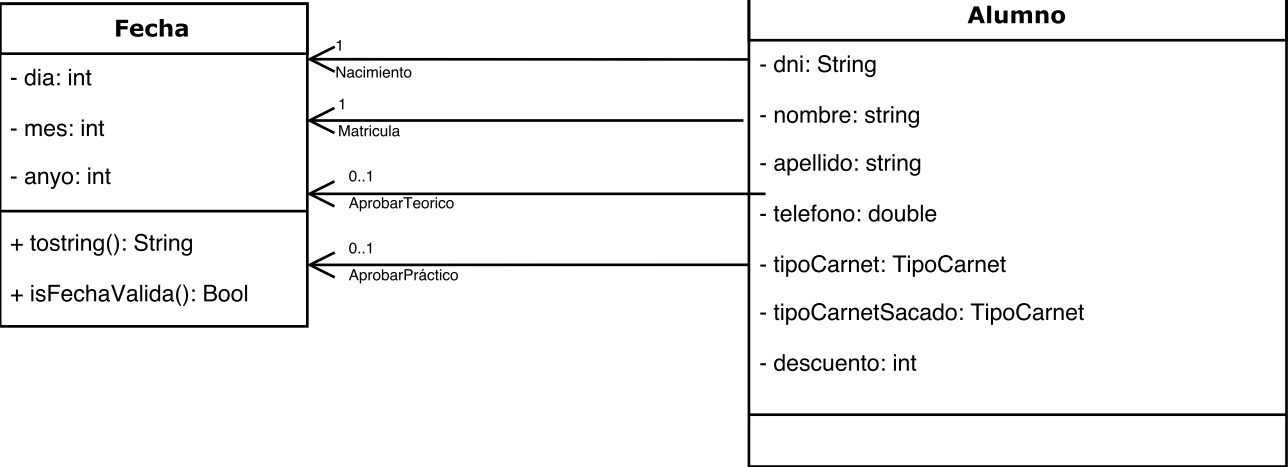 Fecha
- dia: int
- mes: int
- anyo: int
+ tostring(): String
+ isFechaValida(): Bool
1
Nacimiento
1
Matricula
0..1
AprobarTeorico
0..1
AprobarPráctico
Alumno
- dni: String
- nombre: string
- apellido: string
- telefono: double
- tipoCarnet: TipoCarnet
- tipoCarnetSacado: TipoCarnet
- descuento: int